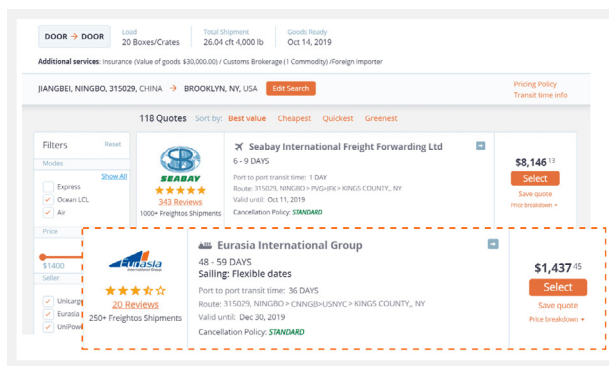 DOOR → DOOR
Load
20 Boxes/Crates
Total Shipment
26.04 cft 4,000 lb
Goods Ready
Oct 14, 2019
Additional services: Insurance (Value of goods $30,000.00) / Customs Brokerage (1 Commodity) /Foreign Importer
JIANGBEI, NINGBO, 315029, CHINA → BROOKLYN, NY, USA
Edit Search
Pricing Policy
Transit time info
118 Quotes Sort by: Best value Cheapest Quickest Greenest
Filters Reset
Modes
Show All
Express
Ocean LCL
Air
Price
$1400
Seller
Unicarg
Eurasia
UniPow
SEABAY
343 Reviews
1000+ Freightos Shipments
Seabay International Freight Forwarding Ltd
6 - 9 DAYS
Port to port transit time: 1 DAY
Route: 315029, NINGBO > PVG>JFK > KINGS COUNTY,, NY
Valid until: Oct 11, 2019
Cancellation Policy: STANDARD
$8,146 13
Select
Save quote
Price breakdown
Eurasia
International Group
20 Reviews
250+ Freightos Shipments
Eurasia International Group
48 - 59 DAYS
Sailing: Flexible dates
Port to port transit time: 36 DAYS
Route: 315029, NINGBO > CNNGB>USNYC > KINGS COUNTY,, NY
Valid until: Dec 30, 2019
Cancellation Policy: STANDARD
$1,437 45
Select
Save quote
Price breakdown